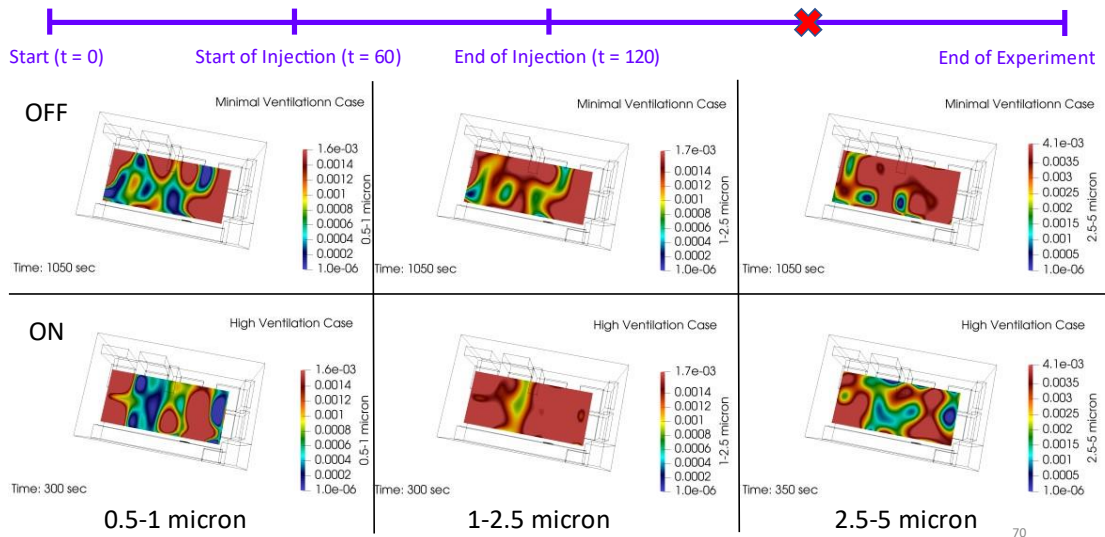 Start (t = 0)
Start of Injection (t = 60)
End of Injection (t = 120)
End of Experiment
OFF
Minimal Ventilationn Case
1.6e-03
0.0014
0.001
0.0008
0.0006
0.0004
0.0002
1.0e-06
0.5-1 micron
Time: 1050 sec
Minimal Ventilationn Case
1.7e-03
0.0014
0.0012
0.001
0.0008
0.0006
0.0004
0.0002
1.0e-06
1-2.5 micron
Time: 1050 sec
Minimal Ventilationn Case
4.1e-03
0.0035
0.003
0.0025
0.002
0.0015
0.001
0.0005
1.0e-06
2.5-5 micron
Time: 1050 sec
ON
High Ventilation Case
1.6e-03
0.0014
0.001
0.0008
0.0006
0.0004
0.0002
1.0e-06
0.5-1 micron
Time: 300 sec
High Ventilation Case
1.7e-03
0.0014
0.0012
0.001
0.0008
0.0006
0.0004
0.0002
1.0e-06
1-2.5 micron
Time: 300 sec
High Ventilation Case
4.1e-03
0.0035
0.003
0.0025
0.002
0.0015
0.001
0.0005
1.0e-06
2.5-5 micron
Time: 350 sec
0.5-1 micron
1-2.5 micron
2.5-5 micron
70